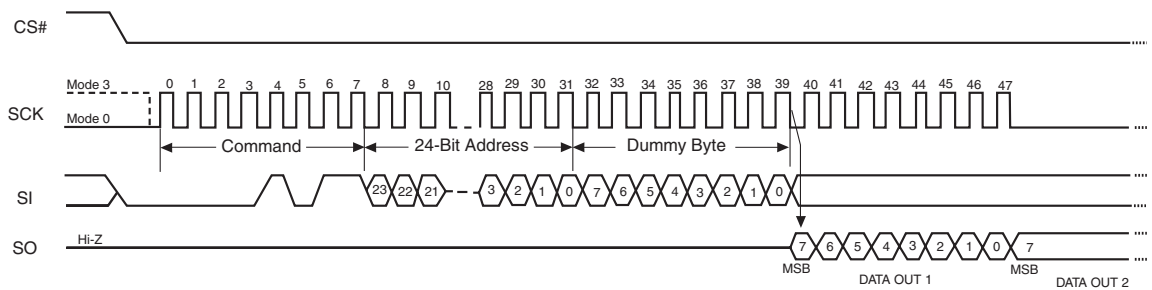 CS#
Mode 3
0 1 2 3 4 5 6 7 8 9 10 28 29 30 31 32 33 34 35 36 37 38 39 40 41 42 43 44 45 46 47
SCK
Mode 0
Command 24-Bit Address Dummy Byte
SI
23 22 21 3 2 1 0 7 6 5 4 3 2 1 0
Hi-Z
SO
7 6 5 4 3 2 1 0 7
MSB DATA OUT 1 MSB DATA OUT 2